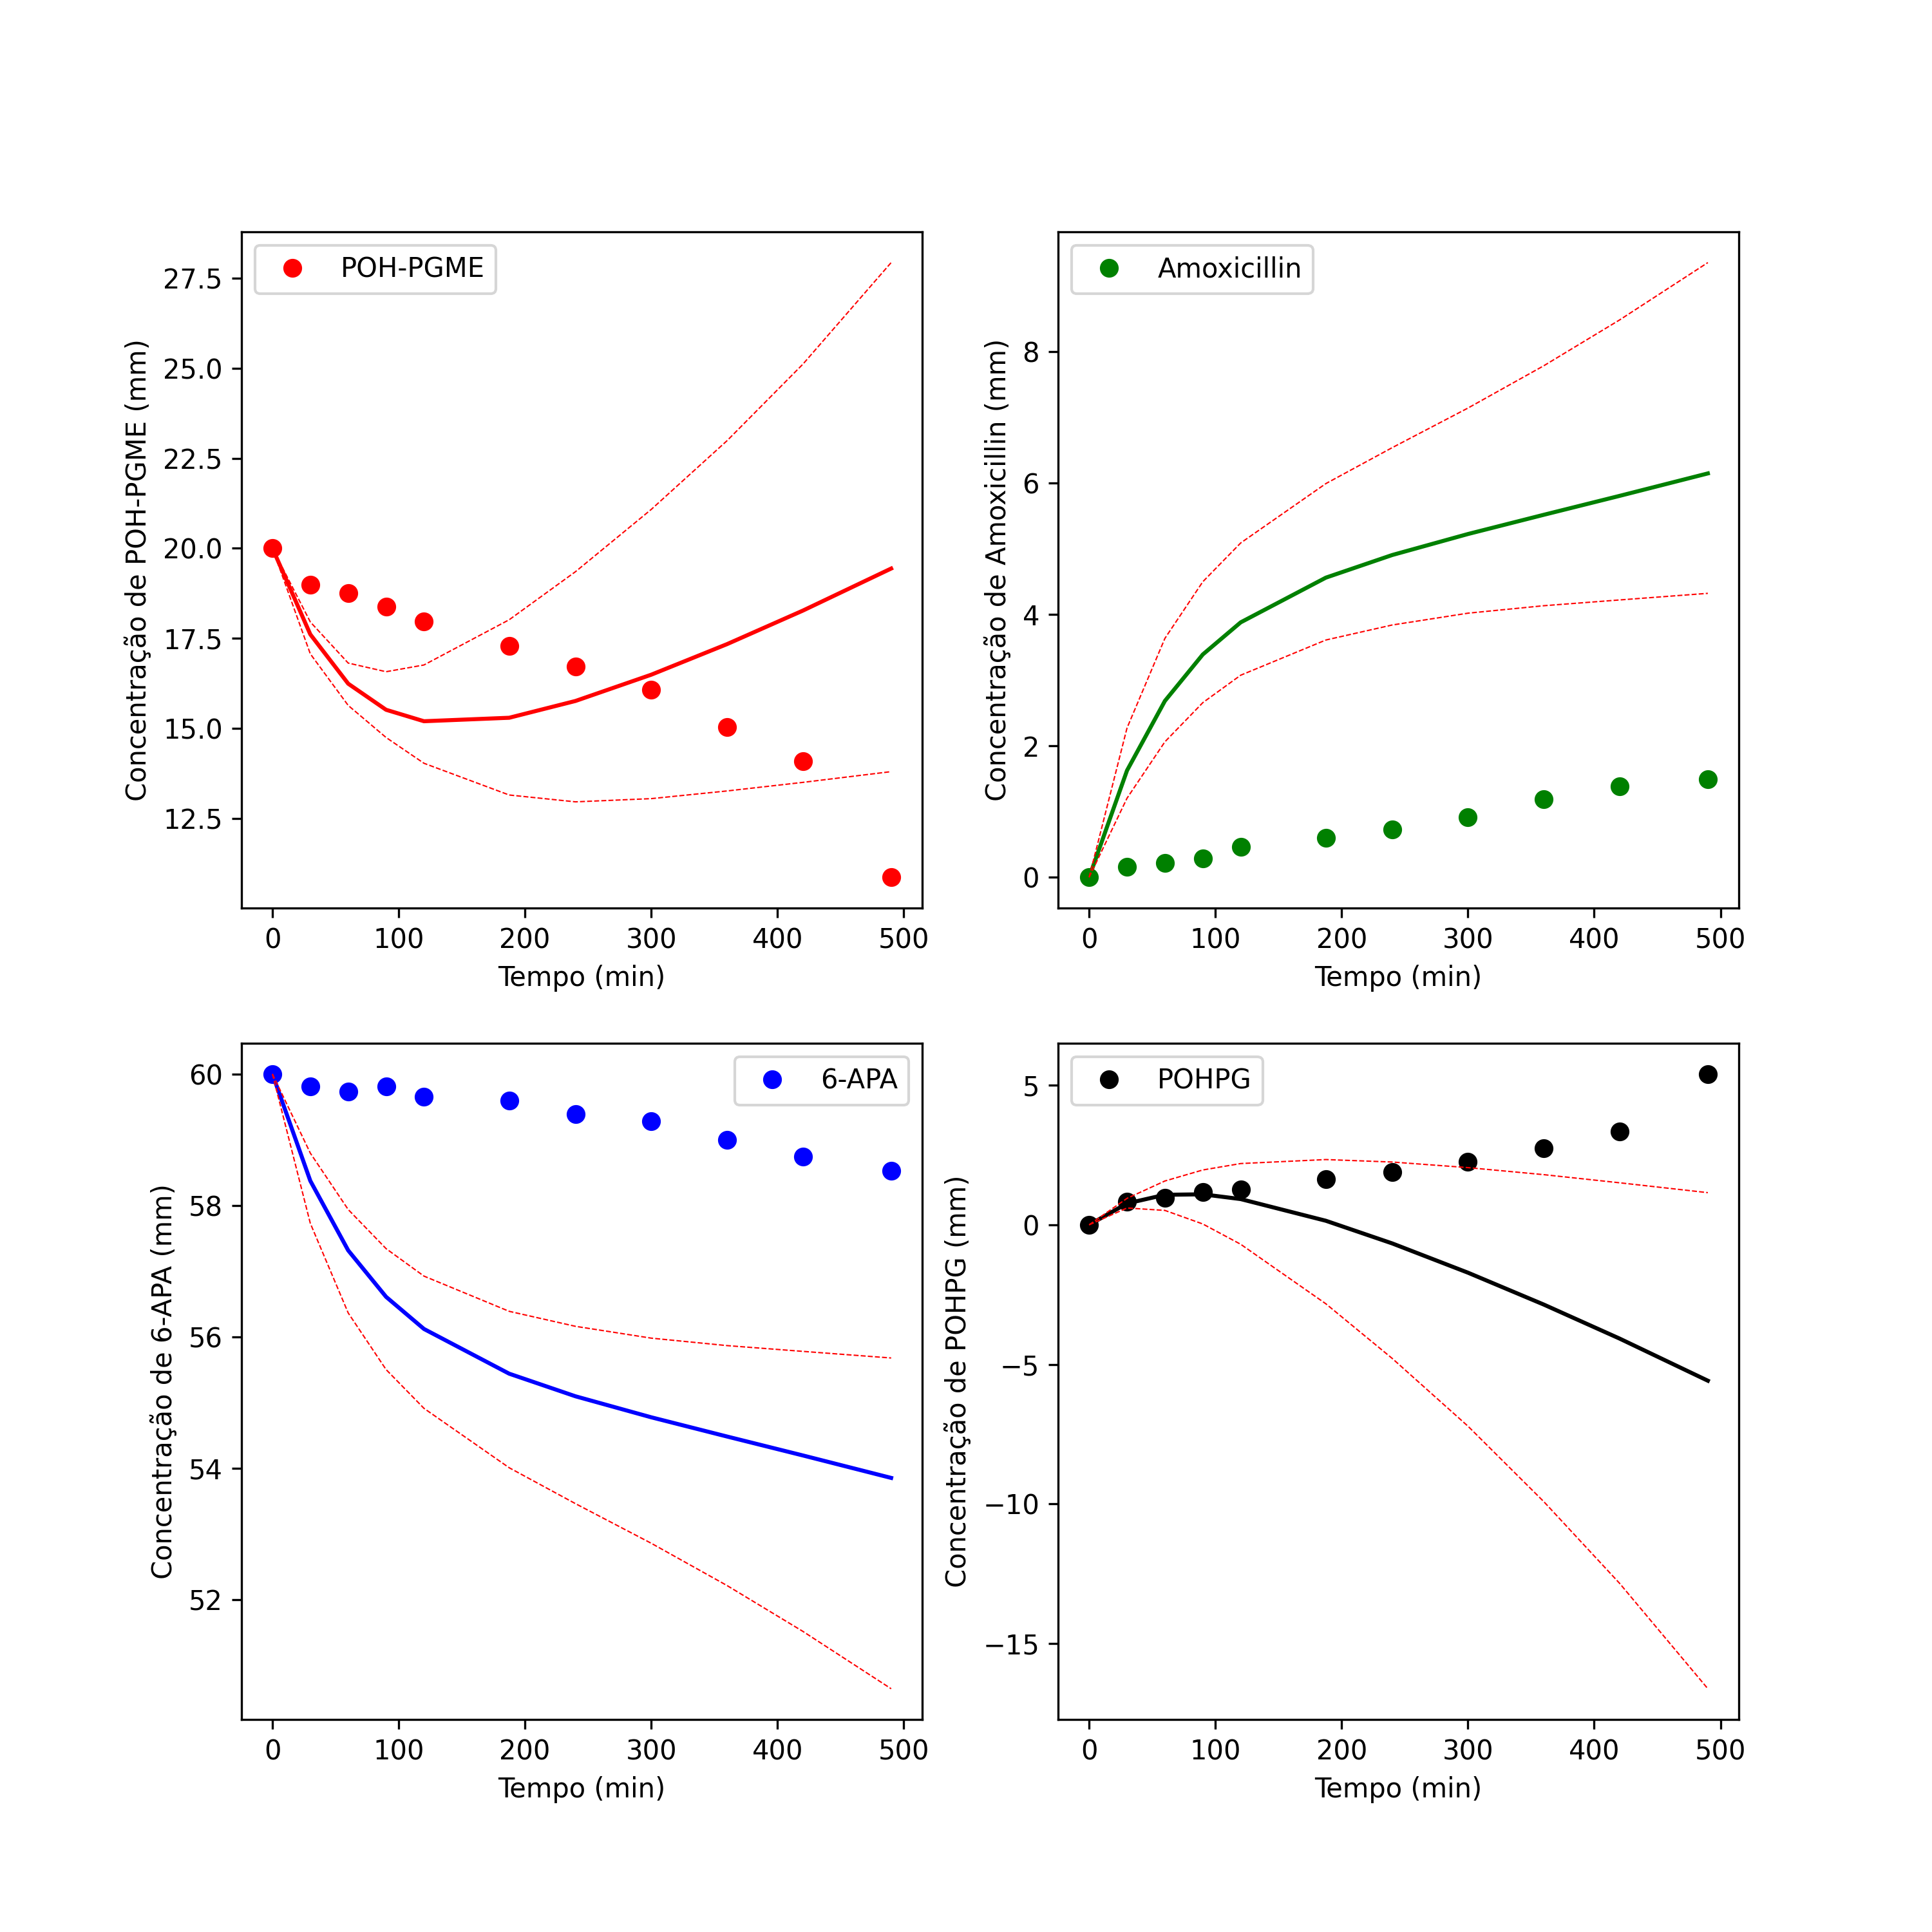 POH-PGME
Concentração de POH-PGME (mm)
27.5
25.0
22.5
20.0
17.5
15.0
12.5
0 100 200 300 400 500
Tempo (min)
Amoxicillin
Concentração de Amoxicillin (mm)
8
6
4
2
0
0 100 200 300 400 500
Tempo (min)
6-APA
Concentração de 6-APA (mm)
60
58
56
54
52
0 100 200 300 400 500
Tempo (min)
POHPG
Concentração de POHPG (mm)
5
0
−5
−10
−15
0 100 200 300 400 500
Tempo (min)